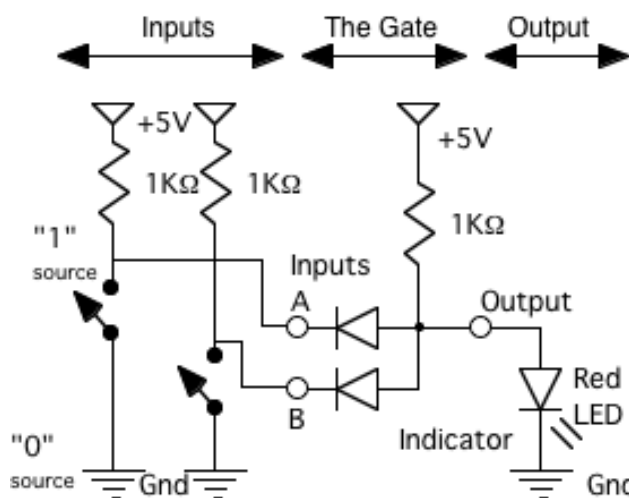 Inputs The Gate Output
+5V
+5V
1KΩ 1KΩ
1KΩ
"1"
source
Inputs
A
Output
B
Red
LED
Indicator
"0"
source
Gnd
Gnd